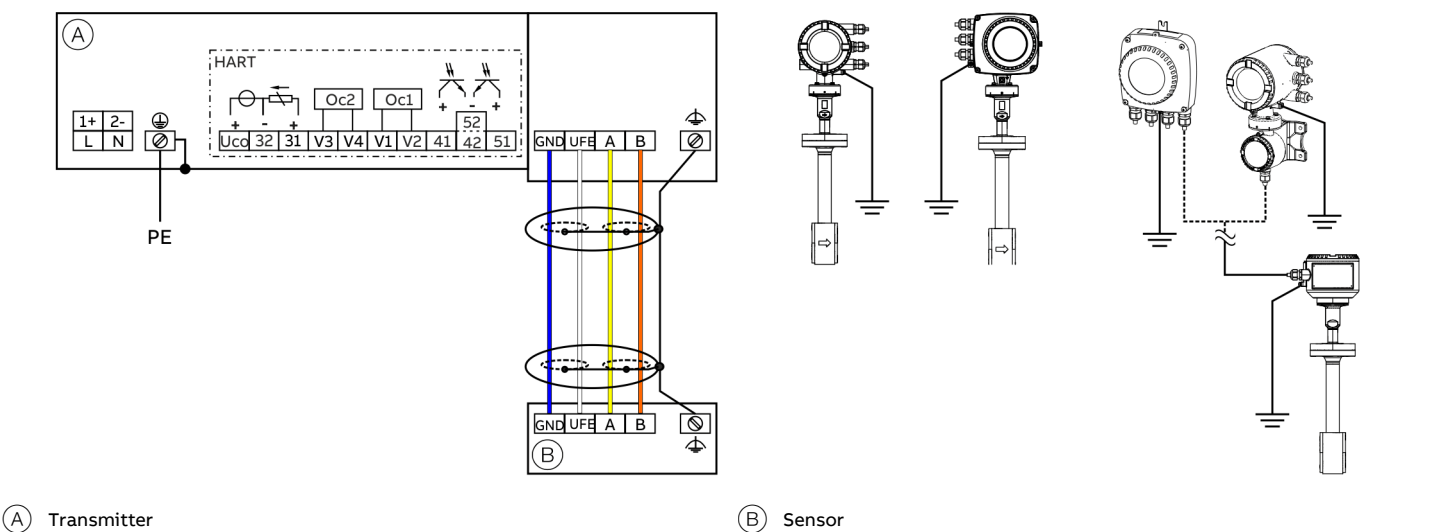 A
HART
Oc2 Oc1
+ - + + - +
1+ 2-
52
L N
Uco 32 31 V3 V4 V1 V2 41 42 51
GND UFE A B
PE
GND UFE A B
B
A Transmitter
B Sensor